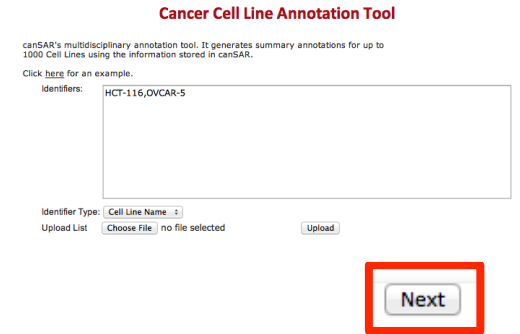 Cancer Cell Line Annotation Tool
canSAR's multidisciplinary annotation tool. It generates summary annotations for up to
1000 Cell Lines using the information stored in canSAR.
Click here for an example.
Identifiers:
HCT-116,OVCAR-5
Identifier Type: Cell Line Name
Upload List Choose File no file selected Upload
Next